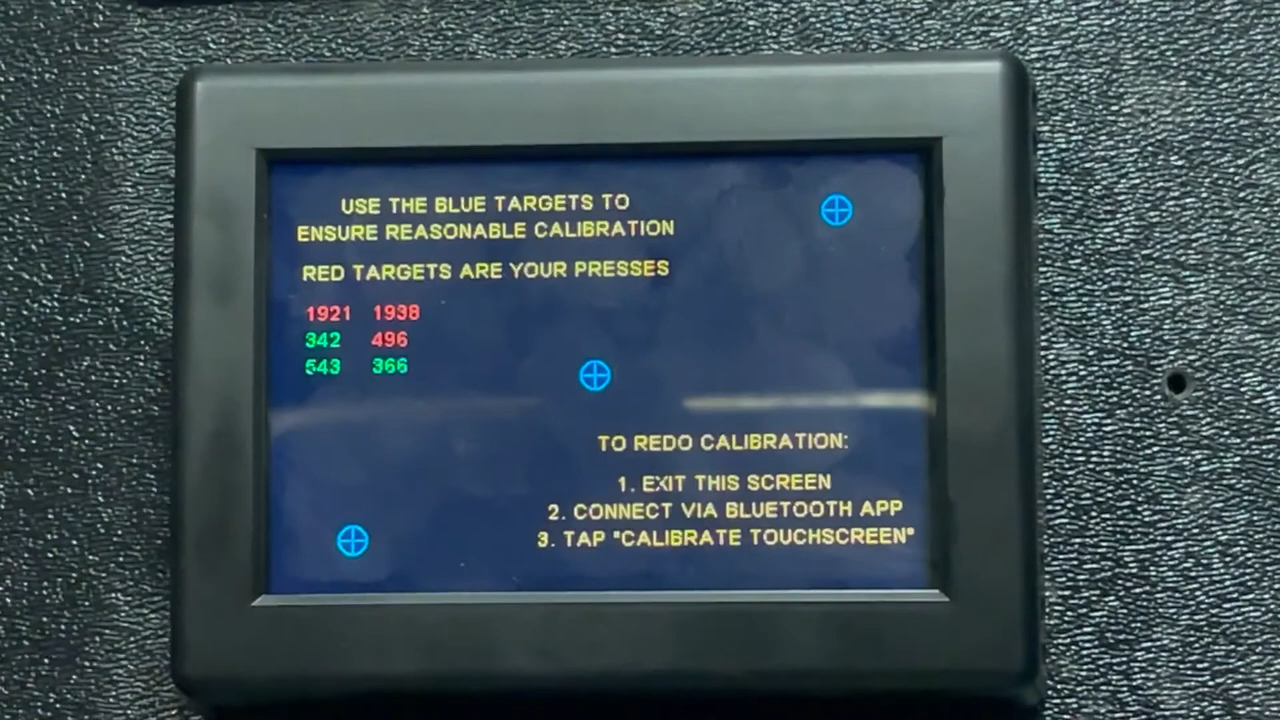 USE THE BLUE TARGETS TO
ENSURE REASONABLE CALIBRATION
RED TARGETS ARE YOUR PRESSES
1921 1938
342 496
543 366
TO REDO CALIBRATION:
1. EXIT THIS SCREEN
2. CONNECT VIA BLUETOOTH APP
3. TAP "CALIBRATE TOUCHSCREEN"